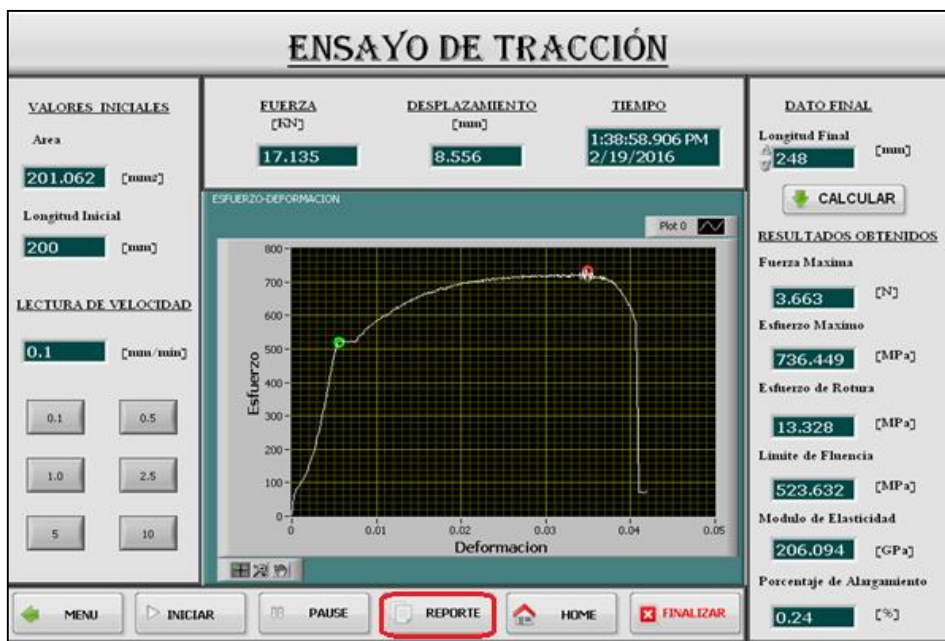 ENSAYO DE TRACCIÓN
VALORES INICIALES
Area
201.062 [mm2]
Longitud Inicial
200 [mm]
LECTURA DE VELOCIDAD
0.1 [mm/min]
0.1 0.5
1.0 2.5
5 10
FUERZA
[KN]
17.135
DESPLAZAMIENTO
[mm]
8.556
TIEMPO
1:38:58.906 PM
2/19/2016
ESFUERZO-DEFORMACION
Plot 0
Esfuerzo
800
700
600
500
400
300
200
100
0
0 0.01 0.02 0.03 0.04 0.05
Deformacion
DATO FINAL
Longitud Final
248 [mm]
CALCULAR
RESULTADOS OBTENIDOS
Fuerza Maxima
3.663 [N]
Esfuerzo Maximo
736.449 [MPa]
Esfuerzo de Rotura
13.328 [MPa]
Límite de Fluencia
523.632 [MPa]
Modulo de Elasticidad
206.094 [GPa]
Porcentaje de Alargamiento
0.24 [%]
MENU INICIAR PAUSE REPORTE HOME FINALIZAR